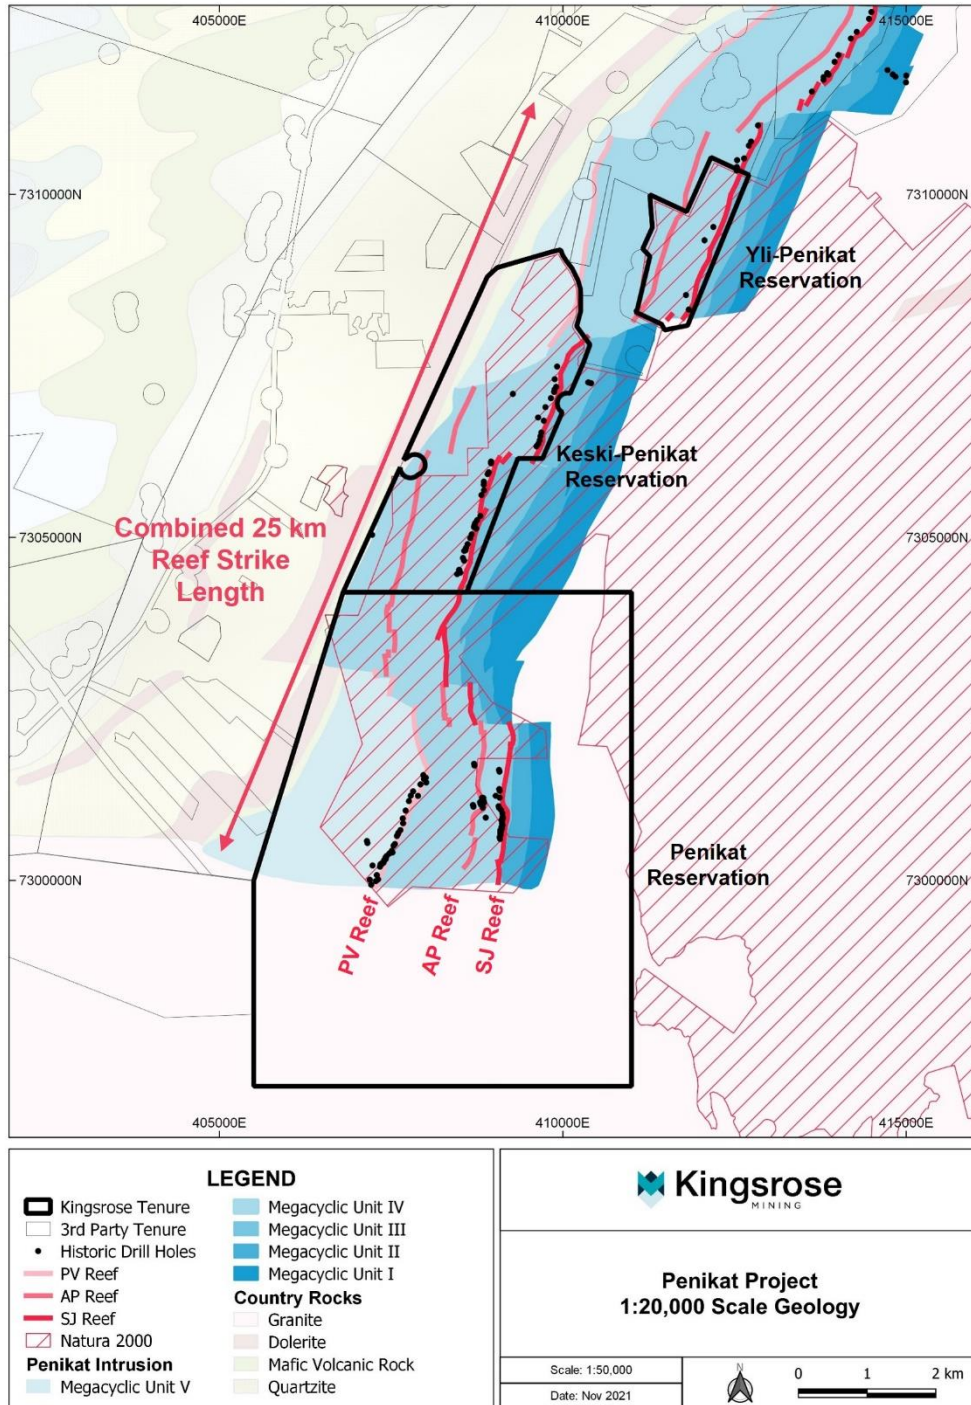 405000E
410000E
415000E
7310000N
7310000N
Yli-Penikat
Reservation
Keski-Penikat
Reservation
Combined 25 km
Reef Strike
Length
7305000N
7305000N
Penikat
Reservation
7300000N
7300000N
PV Reef
AP Reef
SJ Reef
405000E
410000E
415000E
LEGEND
Kingsrose Tenure
3rd Party Tenure
Historic Drill Holes
PV Reef
AP Reef
SJ Reef
Natura 2000
Penikat Intrusion
Megacyclic Unit V
Megacyclic Unit IV
Megacyclic Unit III
Megacyclic Unit II
Megacyclic Unit I
Country Rocks
Granite
Dolerite
Mafic Volcanic Rock
Quartzite
Kingsrose
MINING
Penikat Project
1:20,000 Scale Geology
Scale: 1:50,000
Date: Nov 2021
N
0 1 2 km